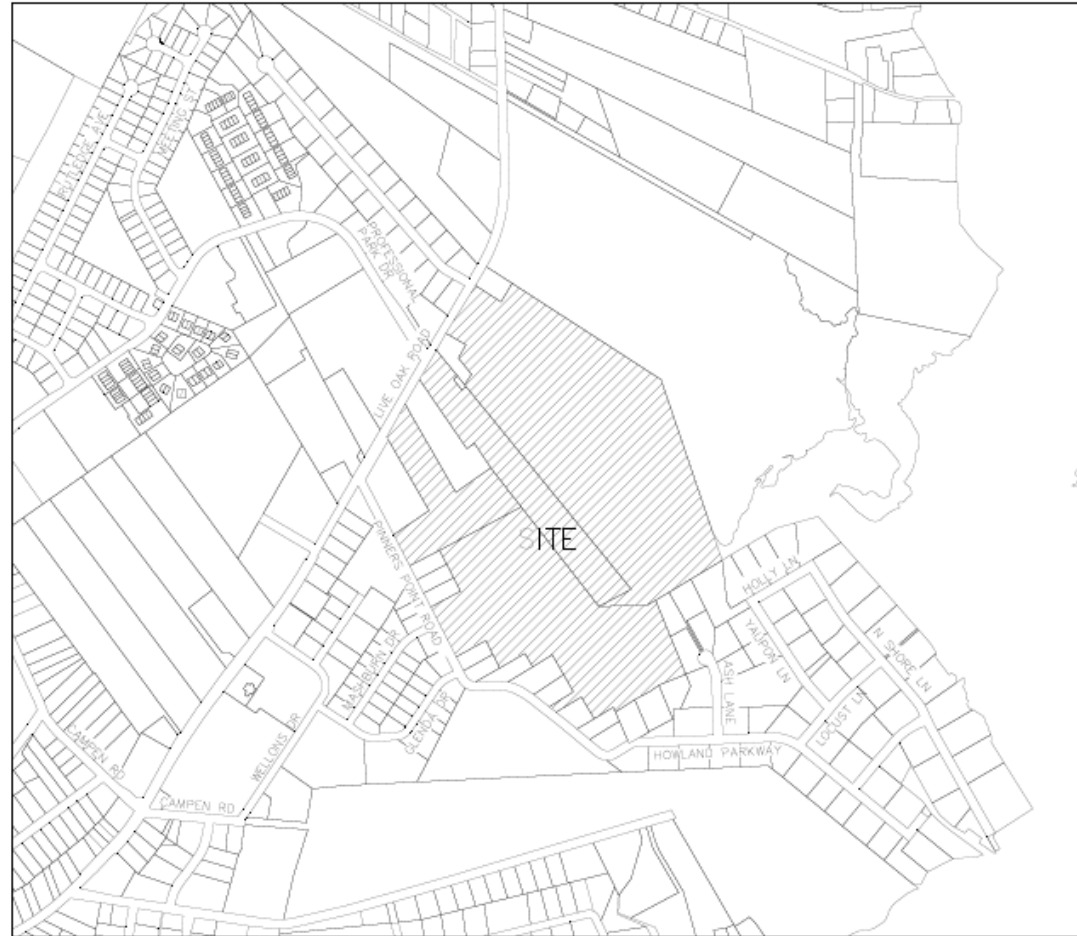 RUTLEDGE AVE
MEETING ST
PROFESSIONAL
PARK DR
LIVE OAK ROAD
SITE
PINNERS POINT ROAD
HOLLY LN
YAUPON LN
N SHORE LN
MASHBURN DR
ASH LANE
LOCUST LN
GLENDA DR
HOWLAND PARKWAY
CAMPEN RD
WELLONS DR
CAMPEN RD